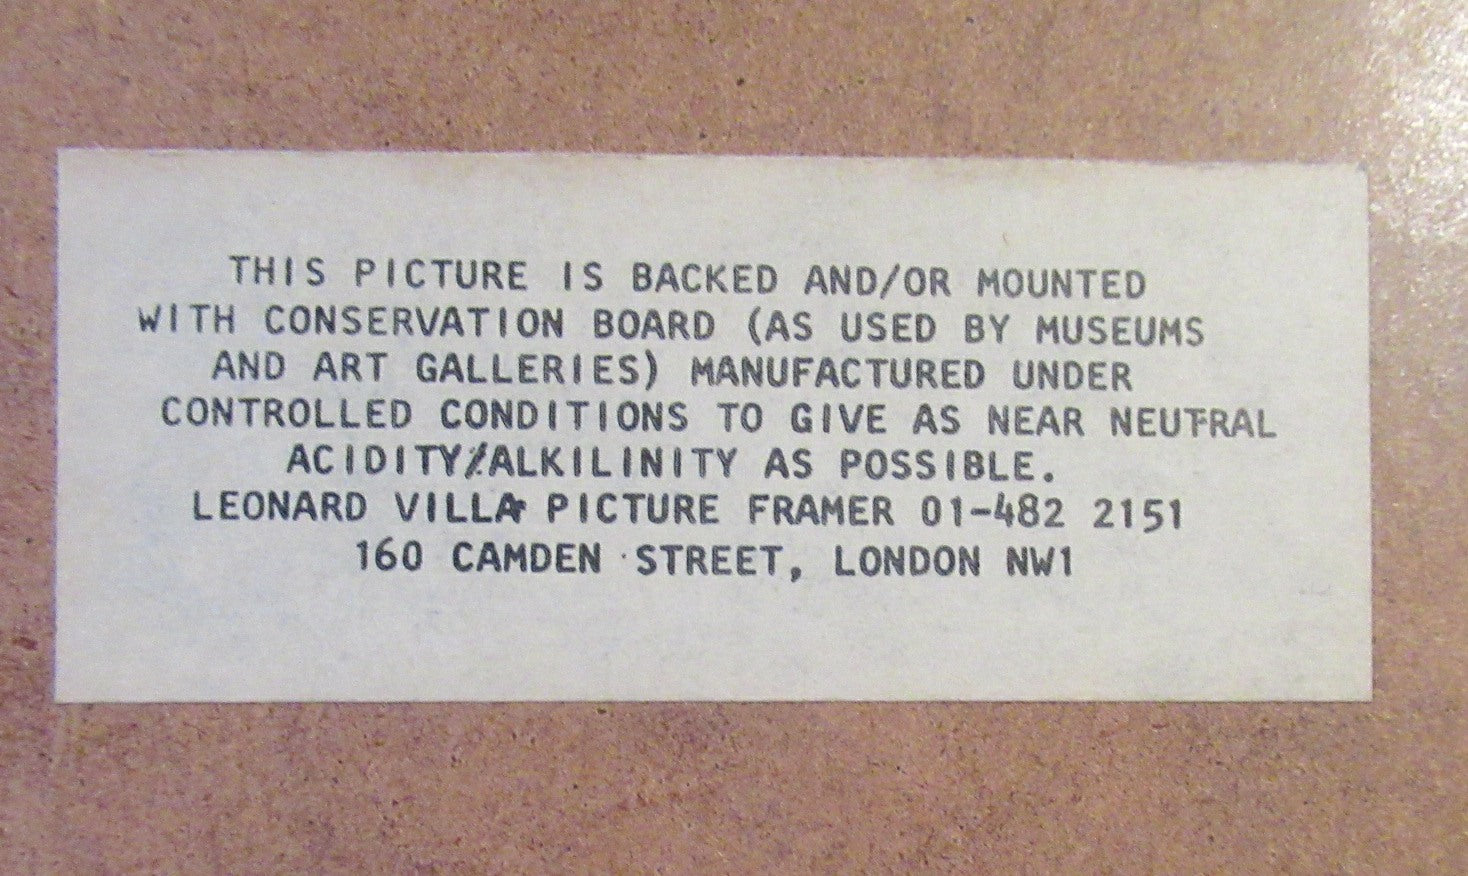 THIS PICTURE IS BACKED AND/OR MOUNTED
WITH CONSERVATION BOARD (AS USED BY MUSEUMS
AND ART GALLERIES) MANUFACTURED UNDER
CONTROLLED CONDITIONS TO GIVE AS NEAR NEUTRAL
ACIDITY/ALKILINITY AS POSSIBLE.
LEONARD VILLA PICTURE FRAMER 01-482 2151
160 CAMDEN STREET, LONDON NW1